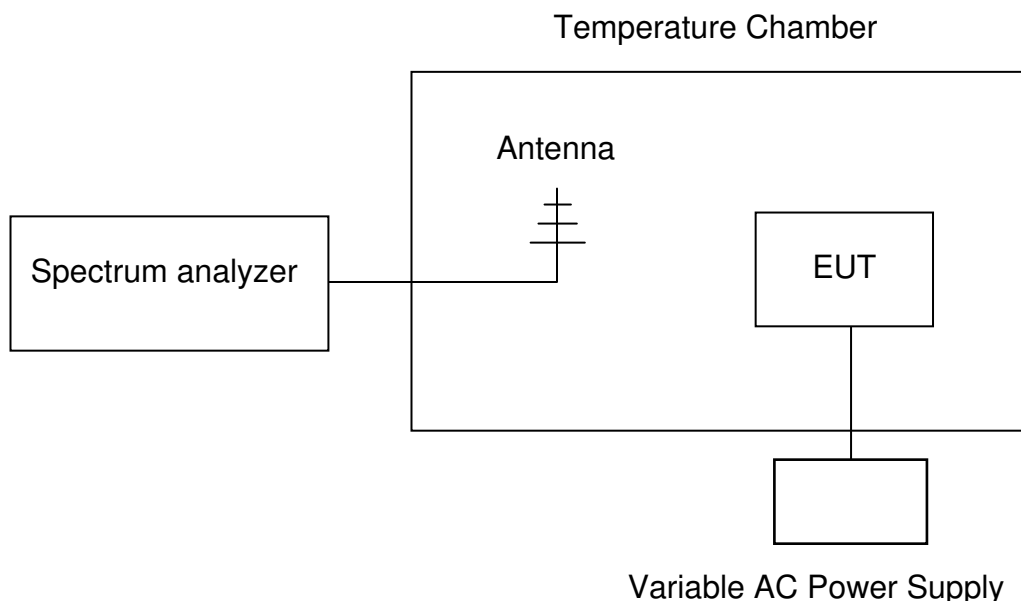 Temperature Chamber
Antenna
Spectrum analyzer
EUT
Variable AC Power Supply